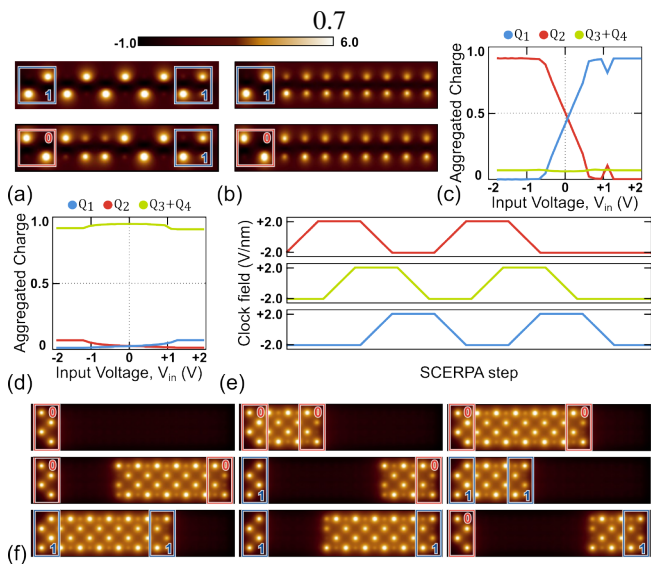 0.7
-1.0 6.0
Q1 Q2 Q3+Q4
Aggregated Charge
1.0
0.5
0
-2 -1 0 +1 +2
Input Voltage, Vin (V)
1 1
0 1
1
0
(a) (b) (c)
Q1 Q2 Q3+Q4
Aggregated Charge
1.0
0.5
0
-2 -1 0 +1 +2
Input Voltage, Vin (V)
Clock field (V/nm)
+2.0
-2.0
+2.0
-2.0
+2.0
-2.0
SCERPA step
(d) (e)
0 0 0 0 0
0 0 1 0 1 1
1 1 1 1 0 1
(f)